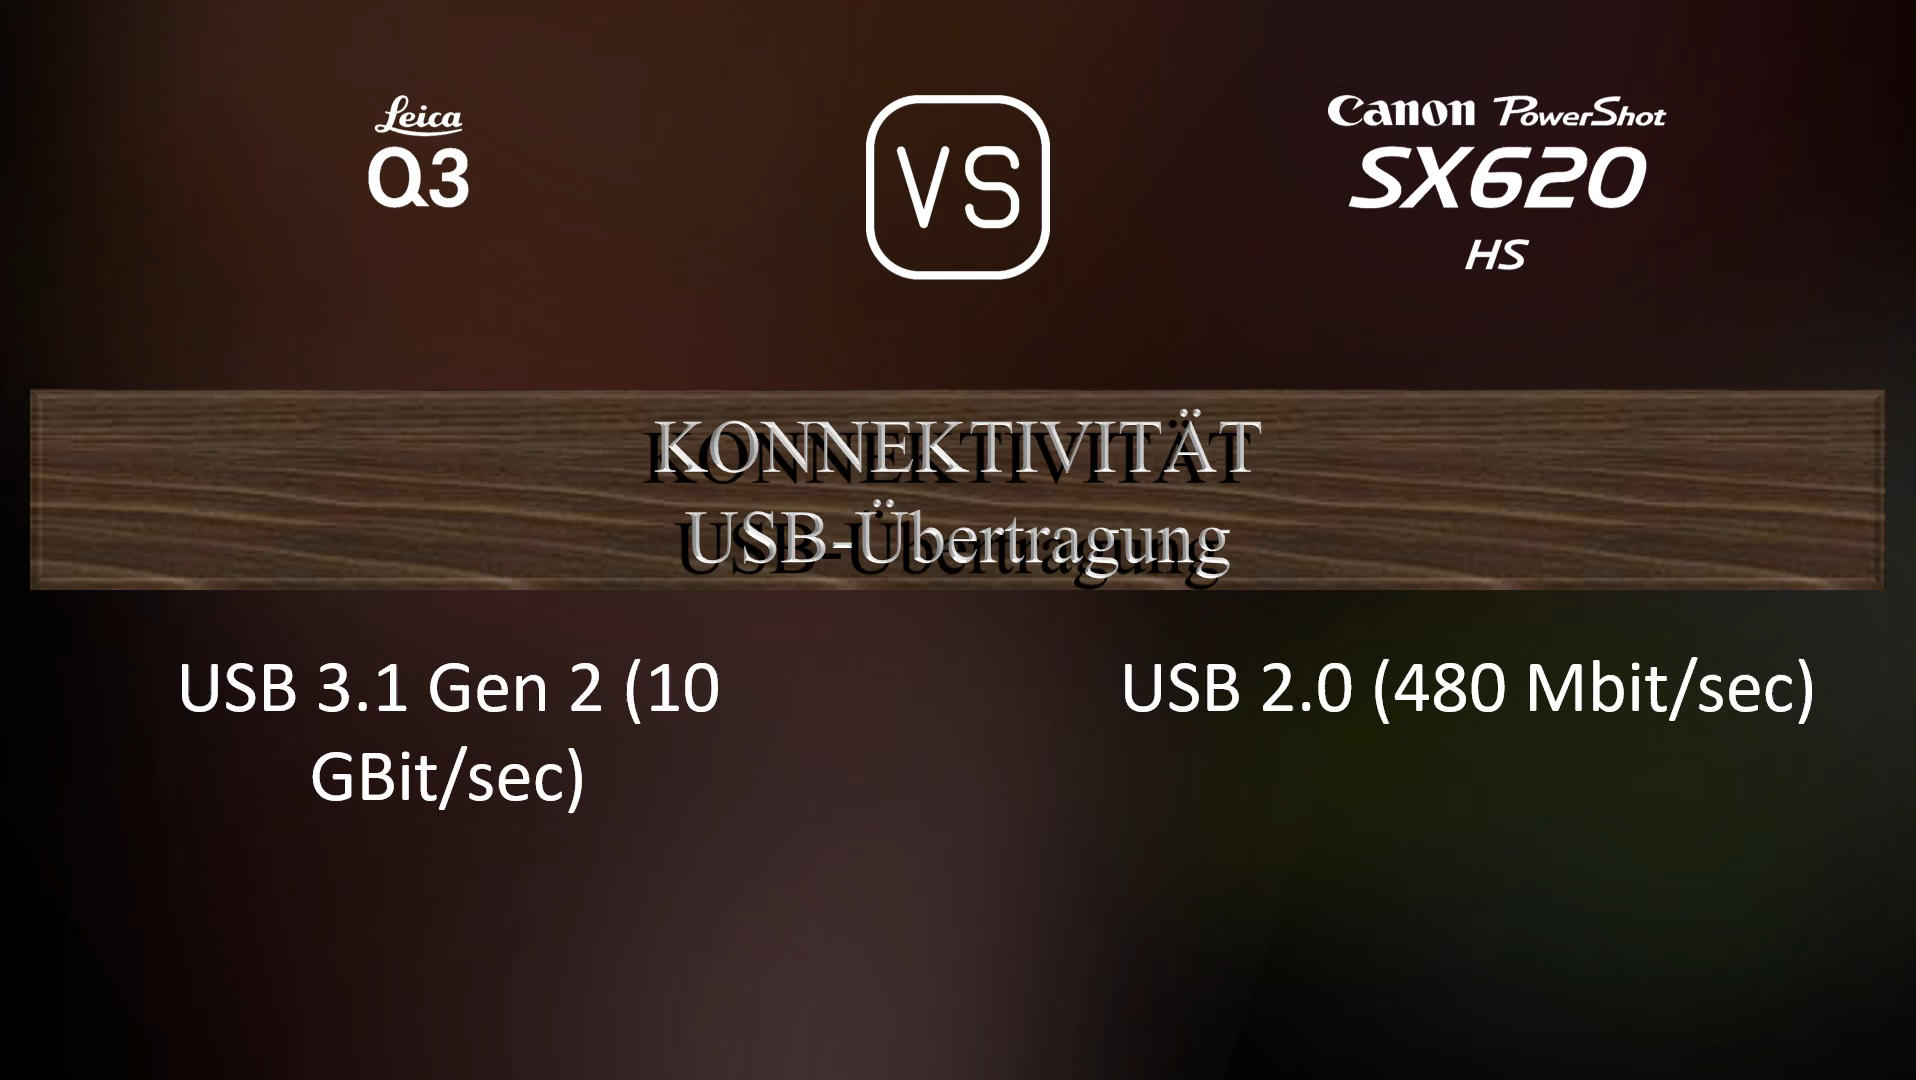 Leica
Q3
VS
Canon PowerShot
SX620
HS
KONNEKTIVITÄT
USB-Übertragung
USB 3.1 Gen 2 (10
GBit/sec)
USB 2.0 (480 Mbit/sec)